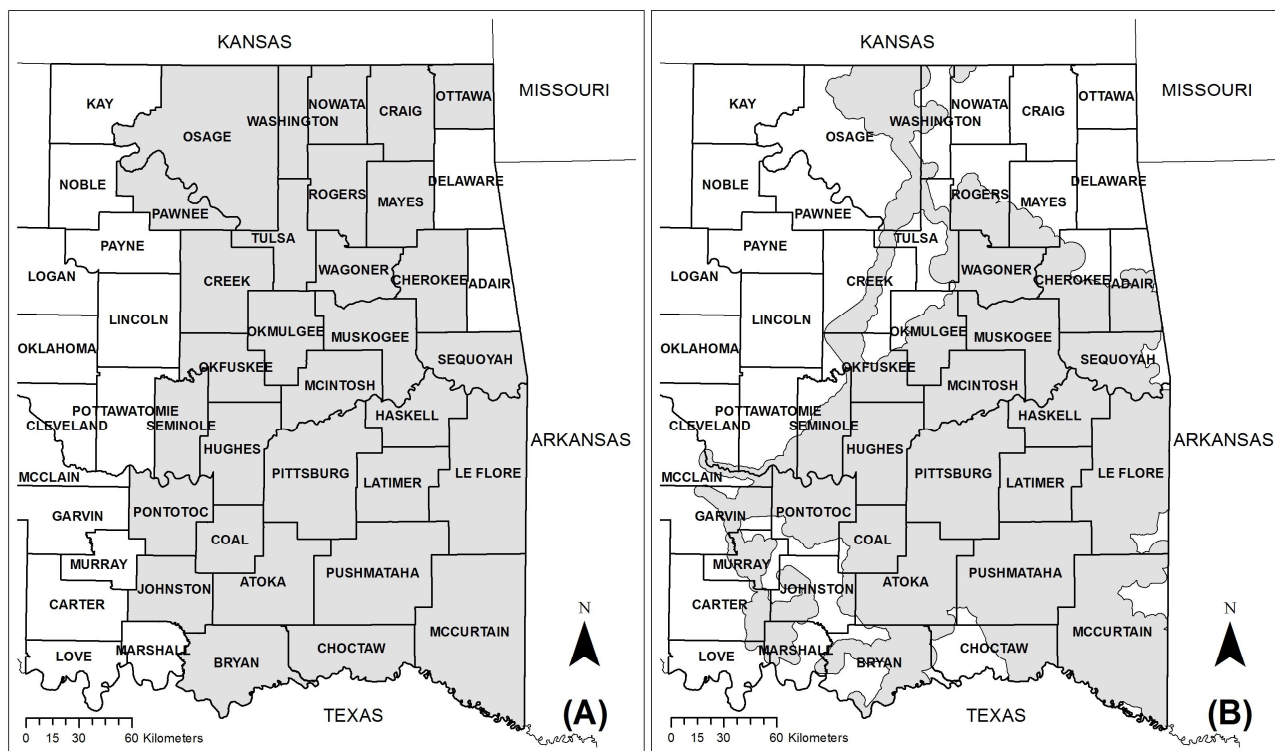 KANSAS
MISSOURI
KAY
OSAGE
WASHINGTON
NOWATA
CRAIG
OTTAWA
NOBLE
PAWNEE
ROGERS
MAYES
DELAWARE
PAYNE
TULSA
LOGAN
CREEK
WAGONER
CHEROKEE
ADAIR
LINCOLN
OKMULGEE
MUSKOGEE
OKLAHOMA
OKFUSKEE
SEQUOYAH
MCINTOSH
POTTAWATOMIE
CLEVELAND
SEMINOLE
HASKELL
ARKANSAS
HUGHES
PITTSBURG
LE FLORE
MCCLAIN
LATIMER
GARVIN
PONTOTOC
COAL
MURRAY
JOHNSTON
ATOKA
PUSHMATAHA
CARTER
N
MCCURTAIN
LOVE
MARSHALL
BRYAN
CHOCTAW
TEXAS
(A)
0 15 30 60 Kilometers
KANSAS
MISSOURI
KAY
OSAGE
WASHINGTON
NOWATA
CRAIG
OTTAWA
NOBLE
PAWNEE
ROGERS
MAYES
DELAWARE
PAYNE
TULSA
LOGAN
CREEK
WAGONER
CHEROKEE
ADAIR
LINCOLN
OKMULGEE
MUSKOGEE
OKLAHOMA
OKFUSKEE
SEQUOYAH
MCINTOSH
POTTAWATOMIE
CLEVELAND
SEMINOLE
HASKELL
ARKANSAS
HUGHES
PITTSBURG
LE FLORE
MCCLAIN
LATIMER
GARVIN
PONTOTOC
COAL
MURRAY
JOHNSTON
ATOKA
PUSHMATAHA
CARTER
N
MCCURTAIN
LOVE
MARSHALL
BRYAN
CHOCTAW
TEXAS
(B)
0 15 30 60 Kilometers